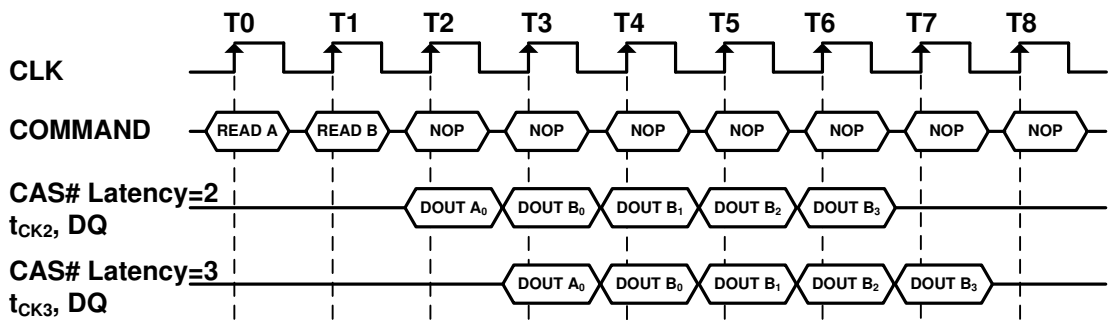 T0 T1 T2 T3 T4 T5 T6 T7 T8
CLK
COMMAND READ A READ B NOP NOP NOP NOP NOP NOP NOP
CAS# Latency=2
tCK2, DQ DOUT A0 DOUT B0 DOUT B1 DOUT B2 DOUT B3
CAS# Latency=3
tCK3, DQ DOUT A0 DOUT B0 DOUT B1 DOUT B2 DOUT B3